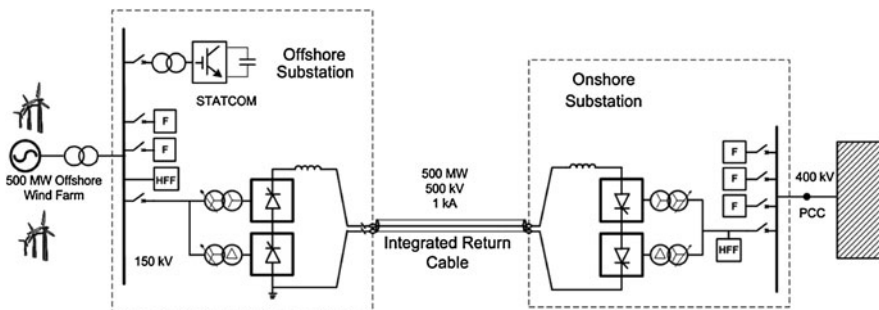 Offshore
Substation
STATCOM
F
F
HFF
500 MW Offshore
Wind Farm
150 kV
500 MW
500 kV
1 kA
Integrated Return
Cable
Onshore
Substation
F
F
F
HFF
400 kV
PCC